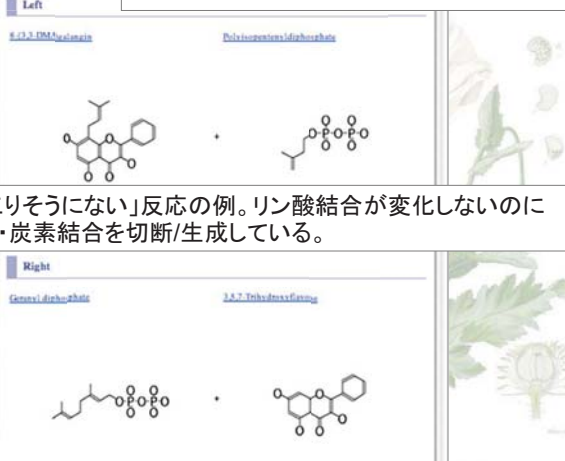 Left
8-(3,3-DMA)galangin
Polyisopentenyldiphosphate
+
りそうにない」反応の例。リン酸結合が変化しないのに
・炭素結合を切断/生成している。
Right
Geranyl diphosphate
3,5,7-Trihydroxyflavone
+